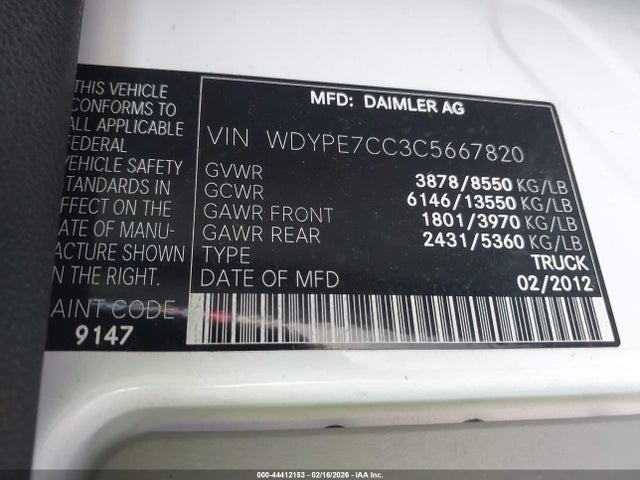 MFD: DAIMLER AG
VIN WDYPE7CC3C5667820
GVWR 3878/8550 KG/LB
GCWR 6146/13550 KG/LB
GAWR FRONT 1801/3970 KG/LB
GAWR REAR 2431/5360 KG/LB
TYPE TRUCK
DATE OF MFD 02/2012
THIS VEHICLE
CONFORMS TO
ALL APPLICABLE
FEDERAL
VEHICLE SAFETY
STANDARDS IN
EFFECT ON THE
DATE OF MANU-
FACTURE SHOWN
IN THE RIGHT.
AINT CODE
9147
000-44412153 - 02/16/2026 - IAA Inc.